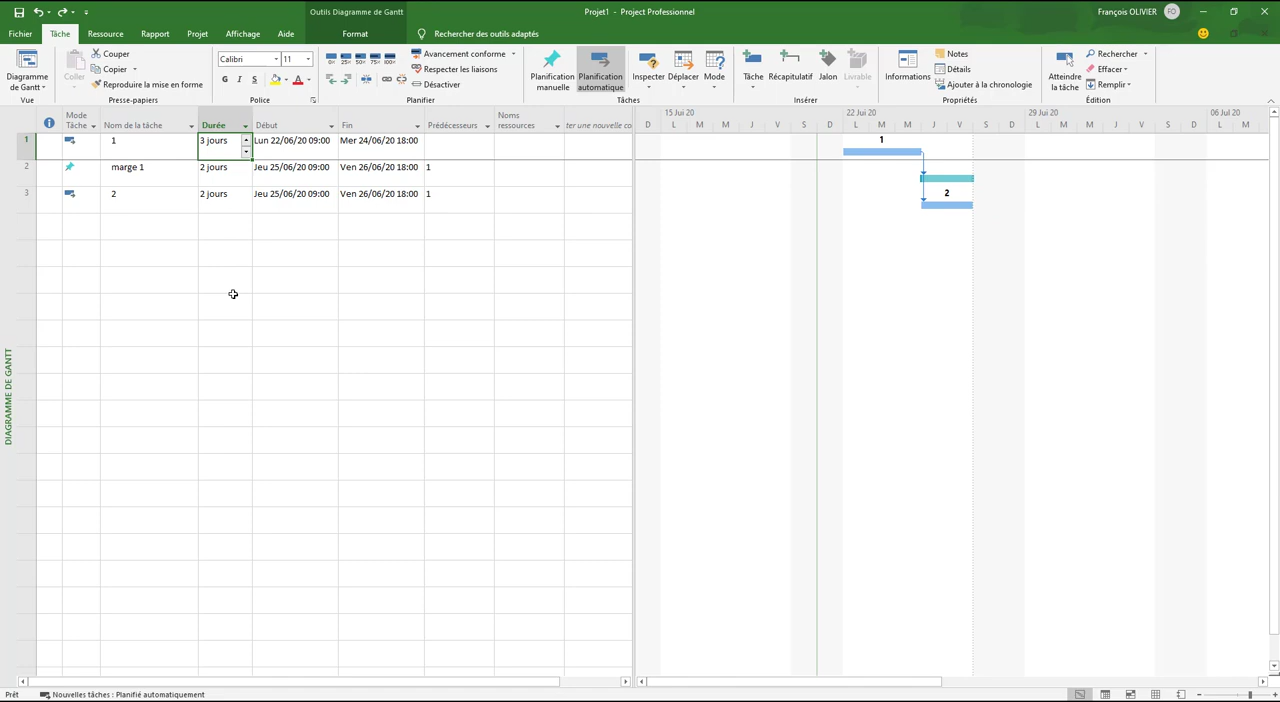 Outils Diagramme de Gantt
Projet1 - Project Professionnel
François OLIVIER
FO
Fichier
Tâche
Ressource
Rapport
Projet
Affichage
Aide
Format
Rechercher des outils adaptés
Diagramme de Gantt
Vue
Coller
Couper
Copier
Reproduire la mise en forme
Presse-papiers
Calibri
11
G I S
A
Police
0% 25% 50% 75% 100%
Avancement conforme
Respecter les liaisons
Désactiver
Planifier
Planification manuelle
Planification automatique
Inspecter
Déplacer
Mode
Tâches
Tâche
Récapitulatif
Jalon
Livrable
Insérer
Informations
Notes
Détails
Ajouter à la chronologie
Propriétés
Atteindre la tâche
Rechercher
Effacer
Remplir
Édition
Mode Tâche
Nom de la tâche
Durée
Début
Fin
Prédécesseurs
Noms ressources
ter une nouvelle co
15 Jui 20
22 Jui 20
29 Jui 20
06 Jul 20
D L M M J V S D L M M J V S D L M M J V S D L M
1 1 3 jours Lun 22/06/20 09:00 Mer 24/06/20 18:00
2 marge 1 2 jours Jeu 25/06/20 09:00 Ven 26/06/20 18:00 1
3 2 2 jours Jeu 25/06/20 09:00 Ven 26/06/20 18:00 1
1
2
DIAGRAMME DE GANTT
Prêt
Nouvelles tâches : Planifié automatiquement